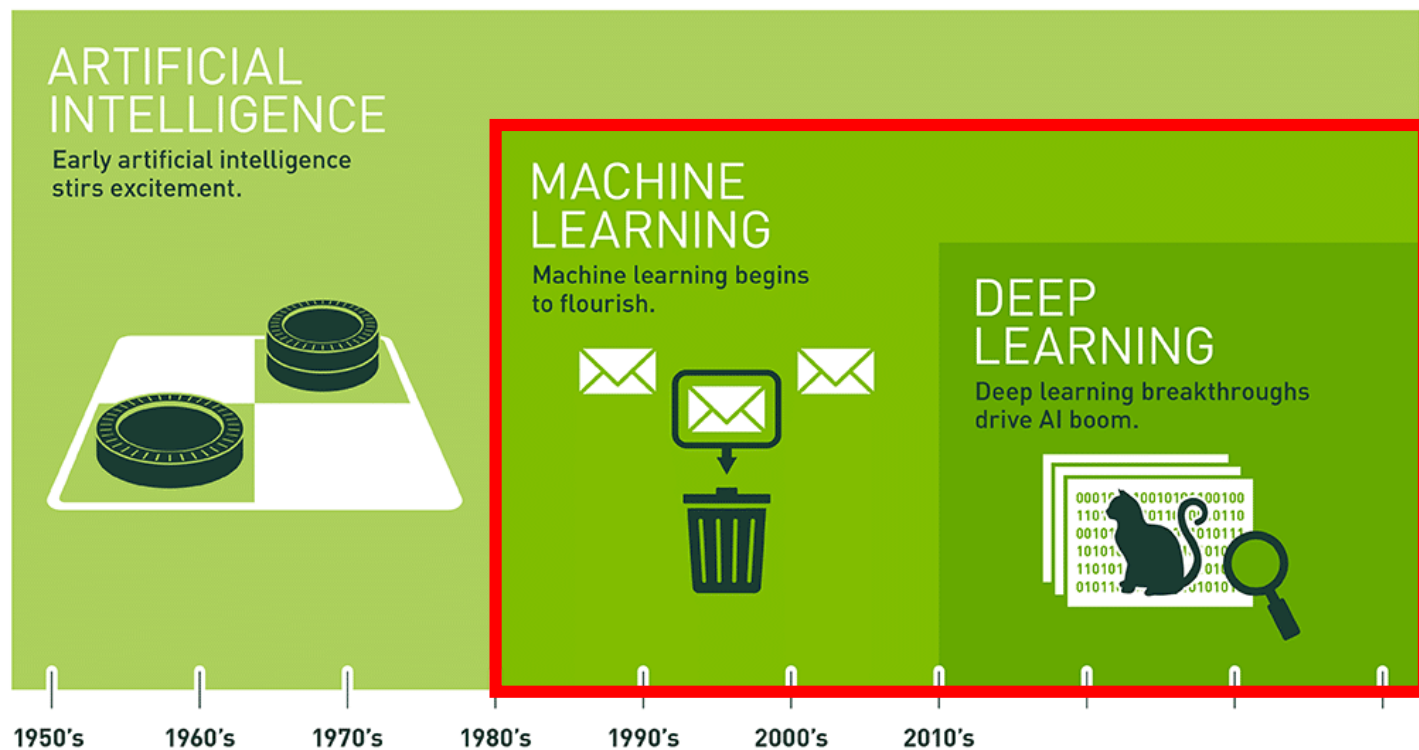 ARTIFICIAL
INTELLIGENCE
Early artificial intelligence
stirs excitement.
MACHINE
LEARNING
Machine learning begins
to flourish.
DEEP
LEARNING
Deep learning breakthroughs
drive AI boom.
1950's 1960's 1970's 1980's 1990's 2000's 2010's